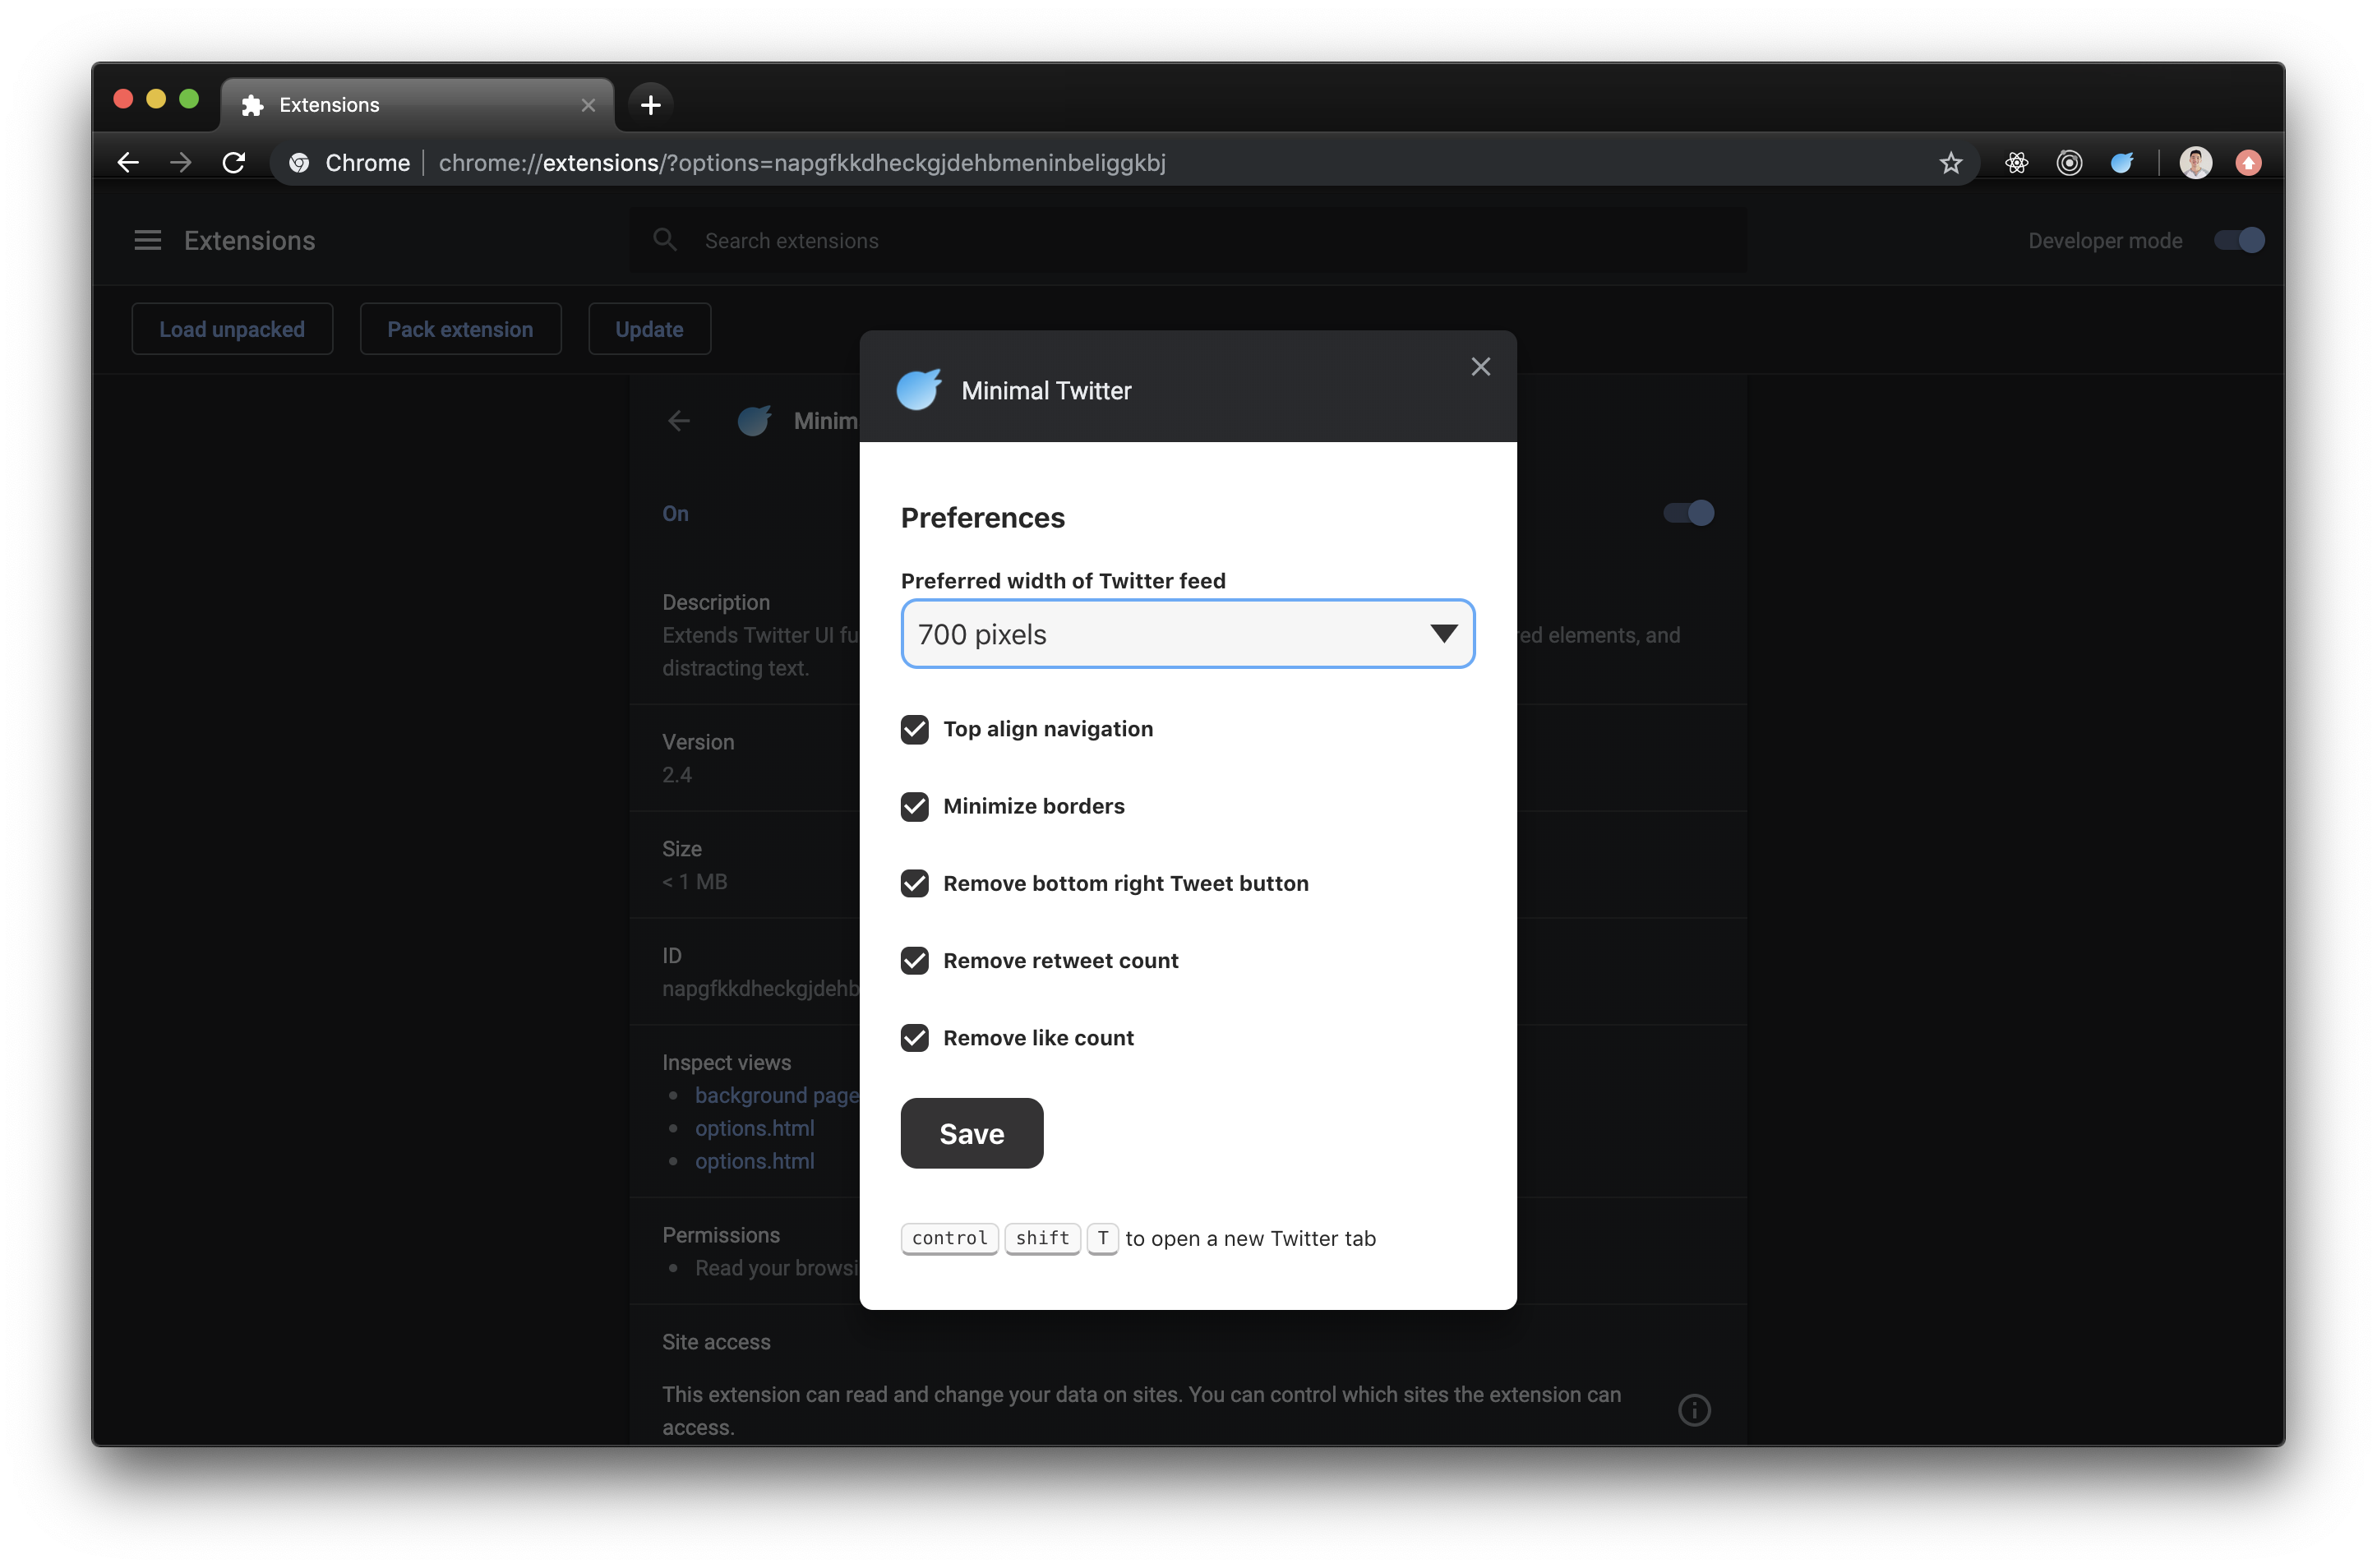 Extensions
Chrome
chrome://extensions/?options=napgfkkdheckgjdehbmeninbeliggkbj
Extensions
Search extensions
Developer mode
Load unpacked
Pack extension
Update
Minimal Twitter
Preferences
Preferred width of Twitter feed
700 pixels
Top align navigation
Minimize borders
Remove bottom right Tweet button
Remove retweet count
Remove like count
Save
control shift T to open a new Twitter tab
Minim
On
Description
Extends Twitter UI fu
red elements, and
distracting text.
Version
2.4
Size
< 1 MB
ID
napgfkkdheckgjdehb
Inspect views
background page
options.html
options.html
Permissions
Read your browsi
Site access
This extension can read and change your data on sites. You can control which sites the extension can
access.